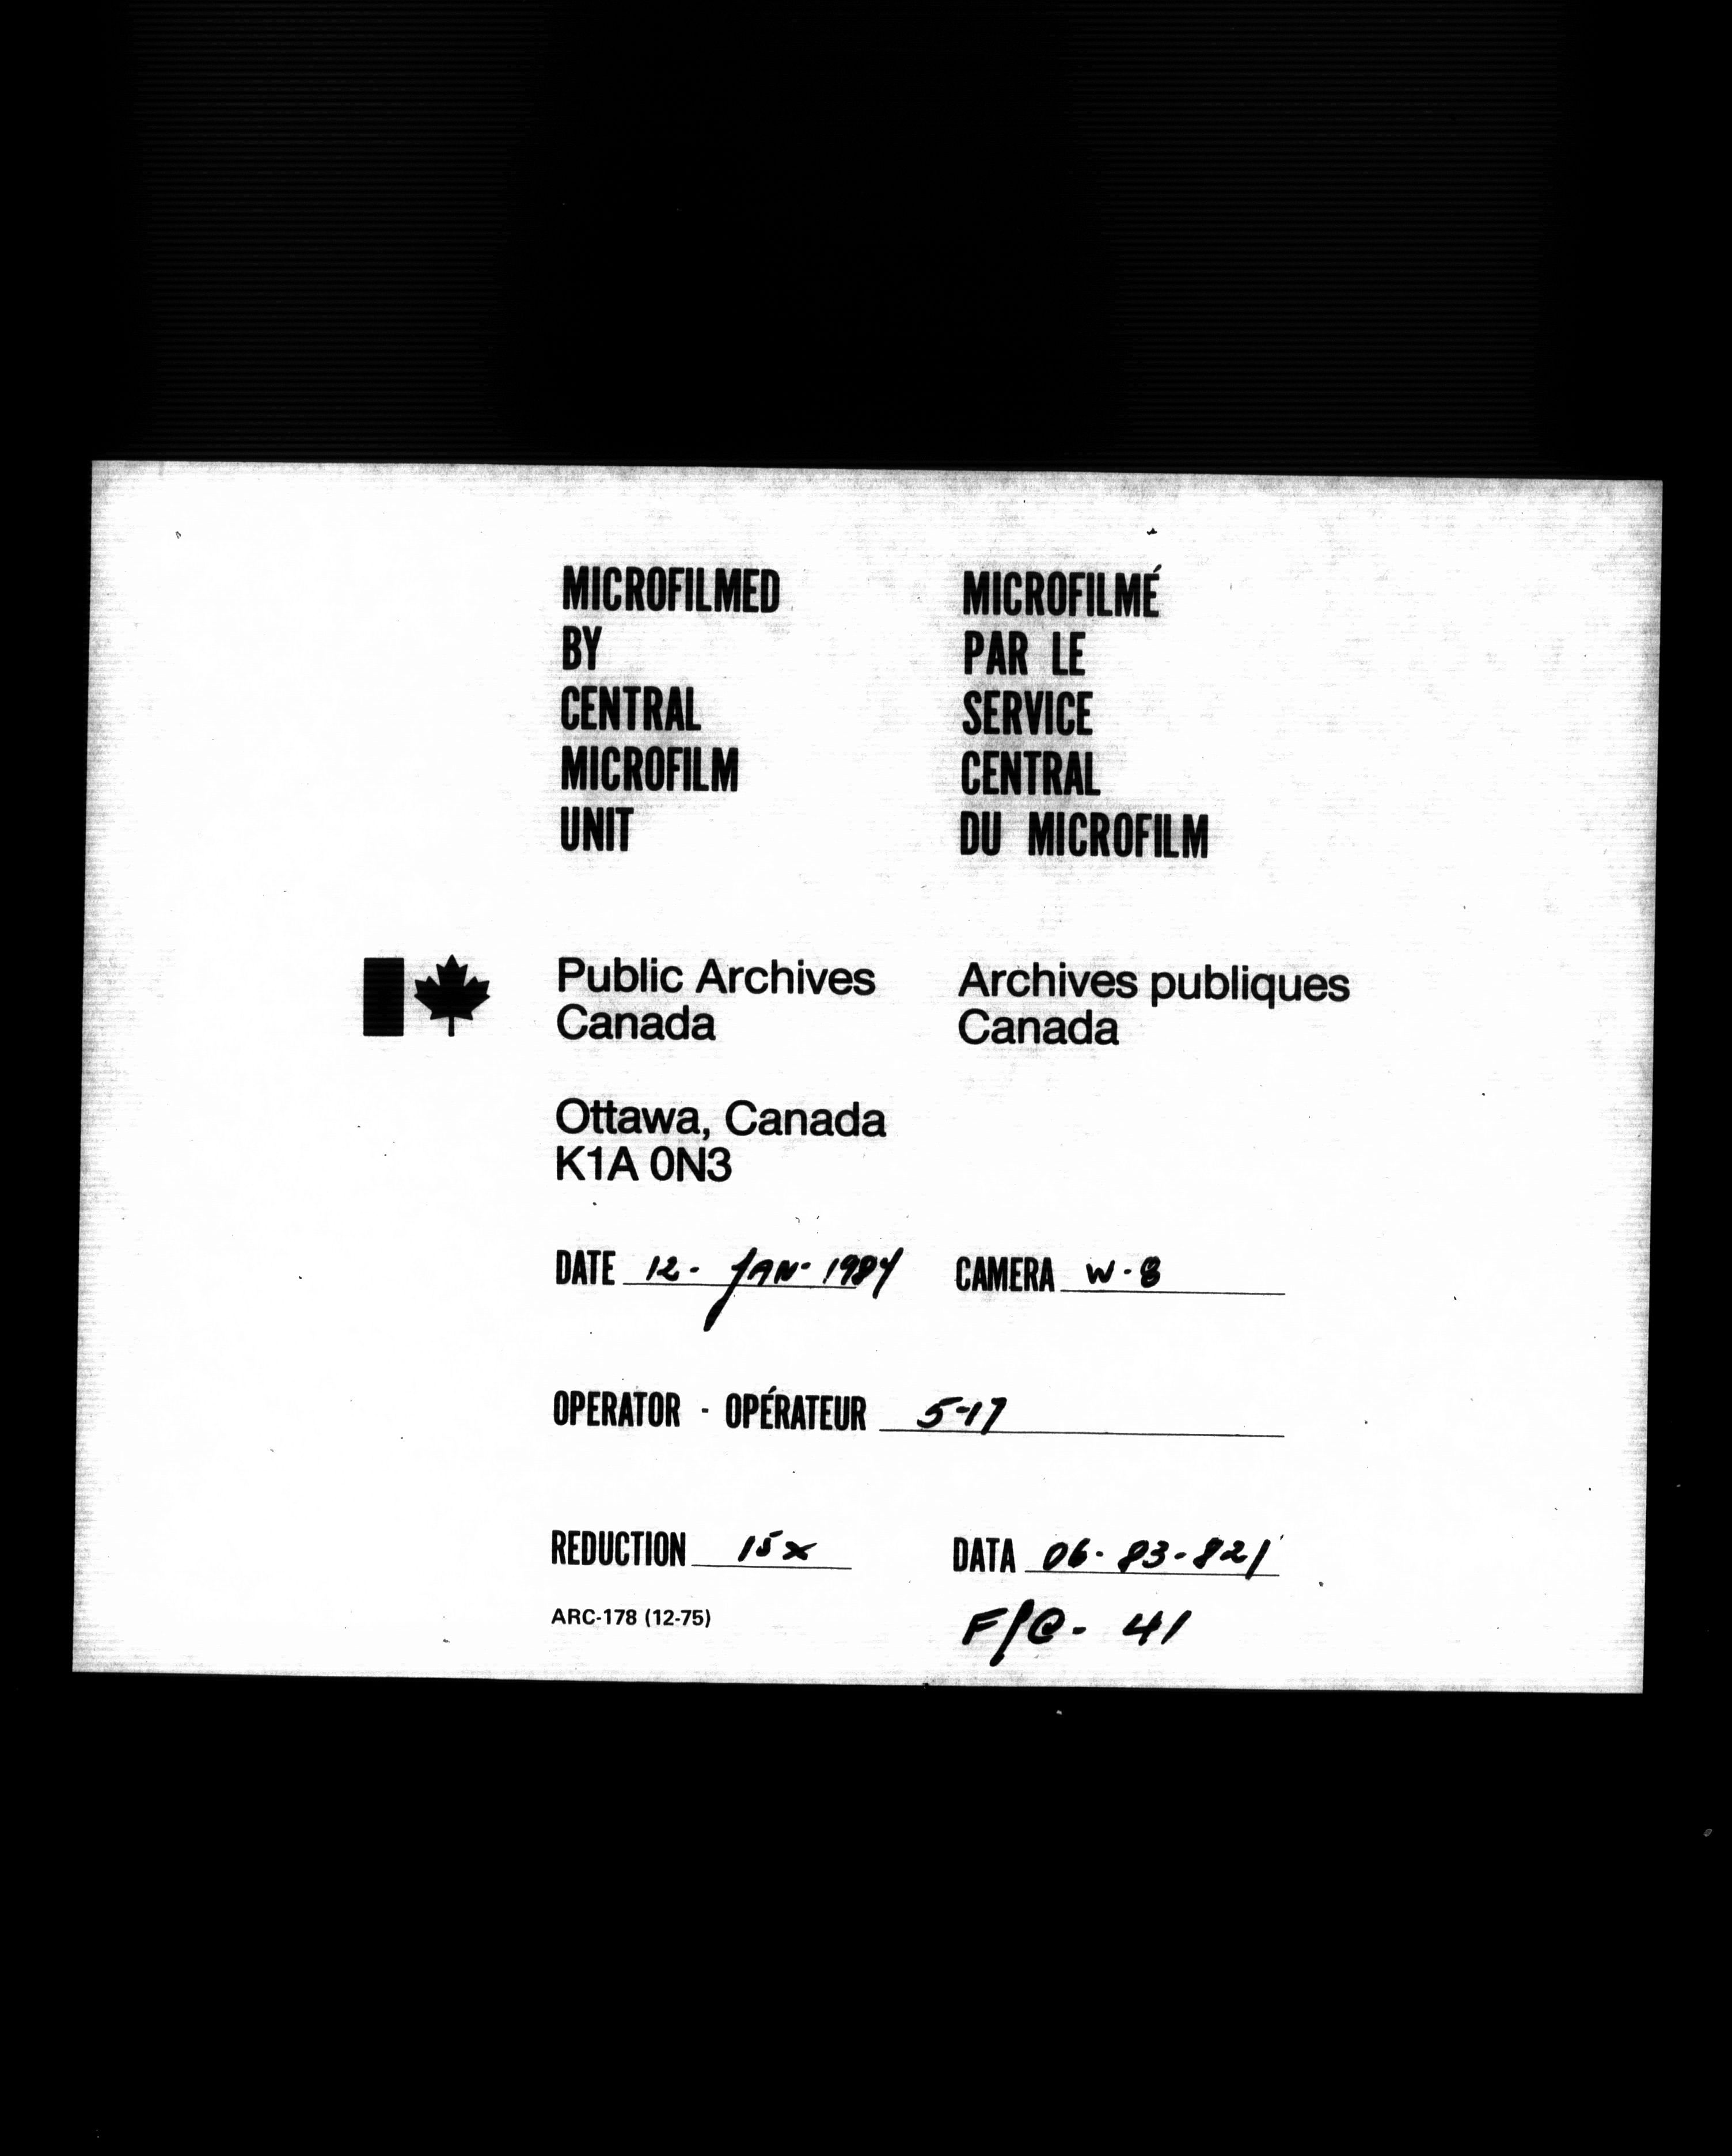 MICROFILMED
BY
CENTRAL
MICROFILM
UNIT
MICROFILMÉ
PAR LE
SERVICE
CENTRAL
DU MICROFILM
Public Archives
Canada
Archives publiques
Canada
Ottawa, Canada
K1A 0N3
DATE 12 - JAN - 1984
CAMERA W - 8
OPERATOR - OPÉRATEUR 5-17
REDUCTION 15x
DATA 06 - 83 - 821
ARC-178 (12-75)
F/@ - 41